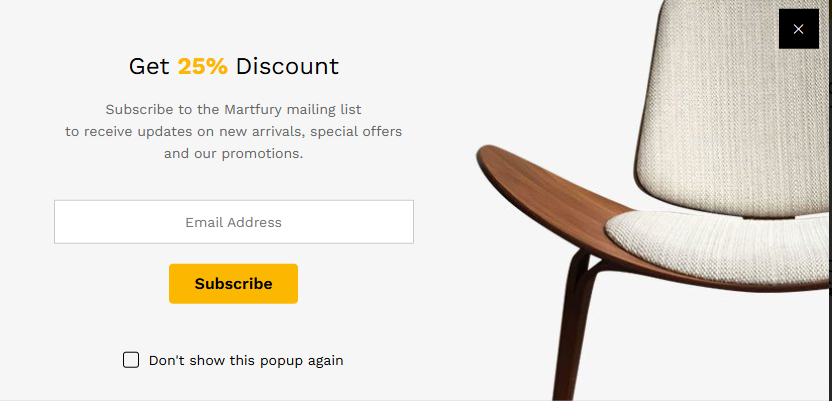 Get 25% Discount
Subscribe to the Martfury mailing list
to receive updates on new arrivals, special offers
and our promotions.
Email Address
Subscribe
Don't show this popup again